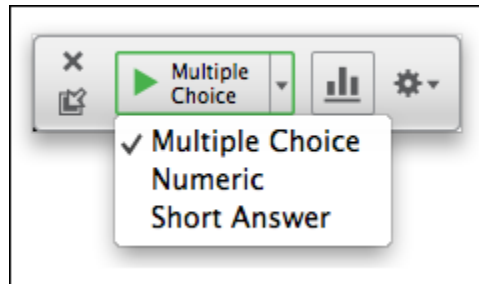 Multiple
Choice
Multiple Choice
Numeric
Short Answer